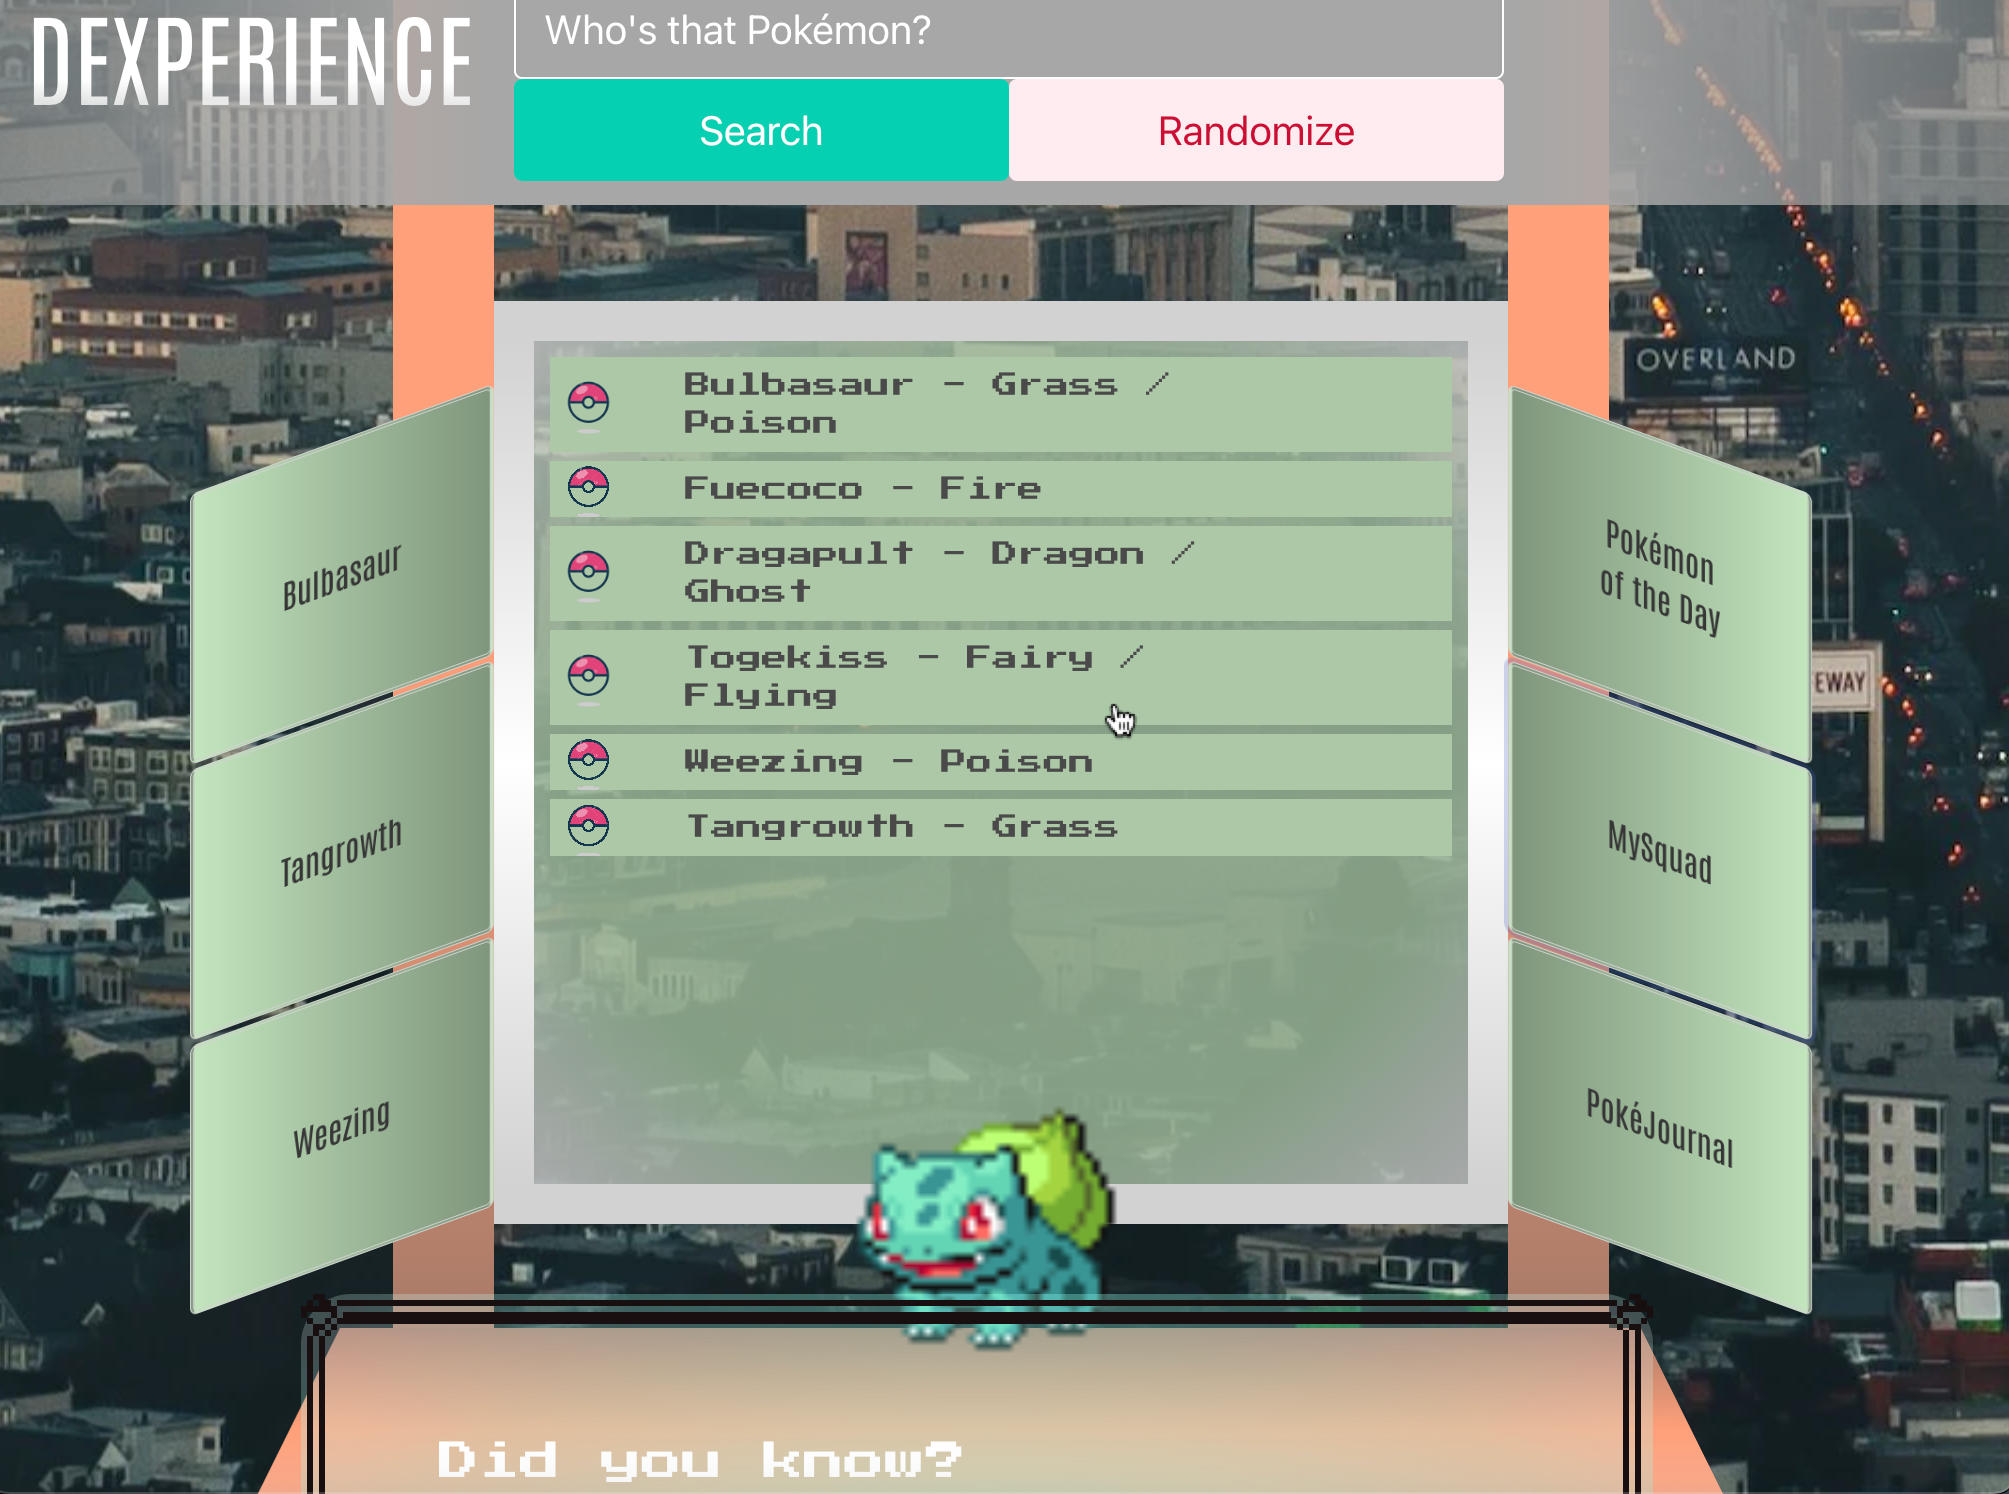 DEXPERIENCE
Who's that Pokémon?
Search
Randomize
OVERLAND
EWAY
Bulbasaur
Tangrowth
Weezing
Bulbasaur - Grass /
Poison
Fuecoco - Fire
Dragapult - Dragon /
Ghost
Togekiss - Fairy /
Flying
Weezing - Poison
Tangrowth - Grass
Pokémon
of the Day
MySquad
PokéJournal
Did you know?